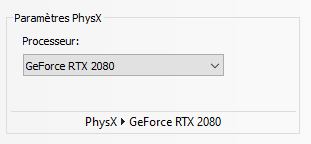 Paramètres PhysX
Processeur:
GeForce RTX 2080
PhysX ▸ GeForce RTX 2080